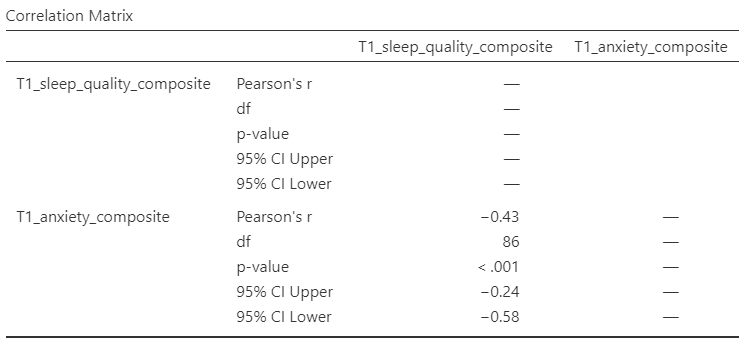 Correlation Matrix
T1_sleep_quality_composite T1_anxiety_composite
T1_sleep_quality_composite Pearson's r —
df —
p-value —
95% CI Upper —
95% CI Lower —
T1_anxiety_composite Pearson's r −0.43 —
df 86 —
p-value < .001 —
95% CI Upper −0.24 —
95% CI Lower −0.58 —